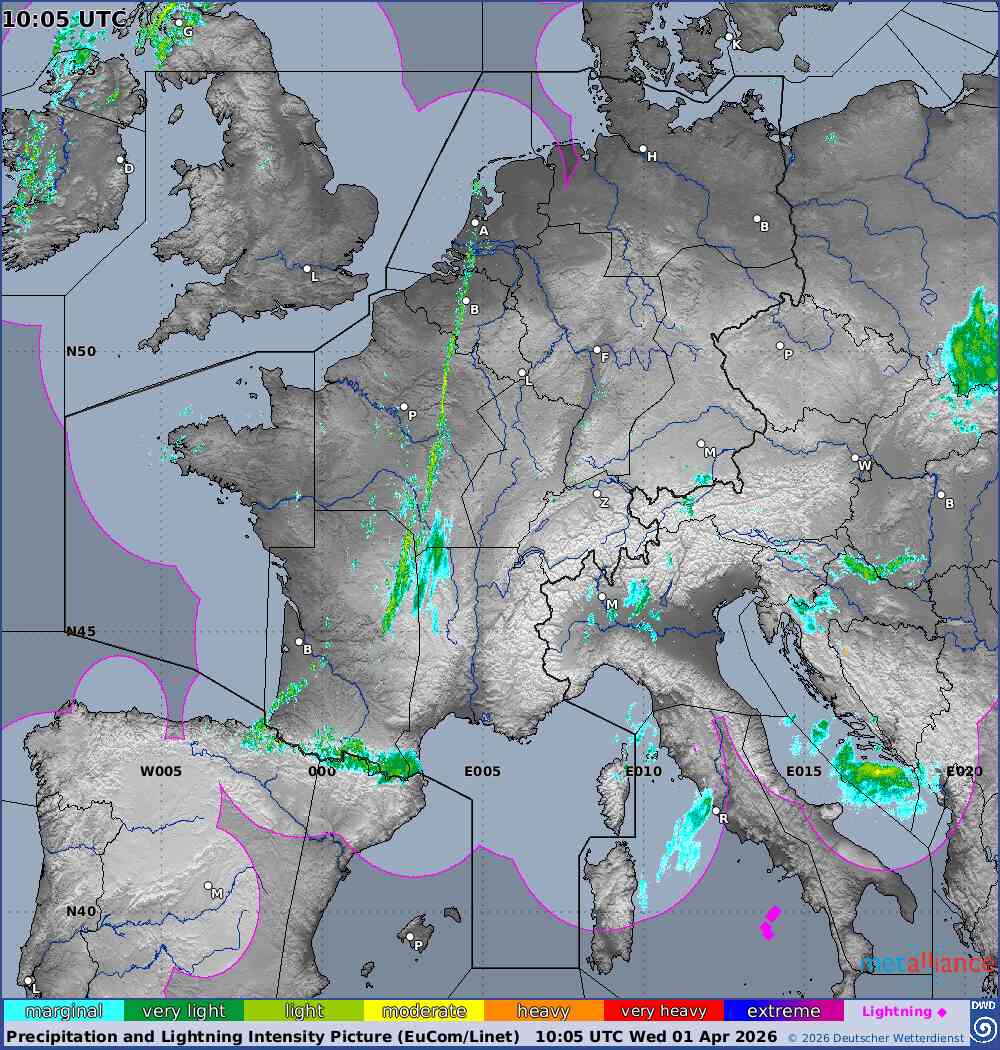 10:05 UTC
G
K
N55
D
H
A
B
L
B
N50
F
P
L
P
M
W
Z
B
M
N45
B
W005
000
E005
E010
E015
E020
R
M
N40
P
L
metalliance
marginal very light light moderate heavy very heavy extreme Lightning ◆ DWD
Precipitation and Lightning Intensity Picture (EuCom/Linet) 10:05 UTC Wed 01 Apr 2026 © 2026 Deutscher Wetterdienst